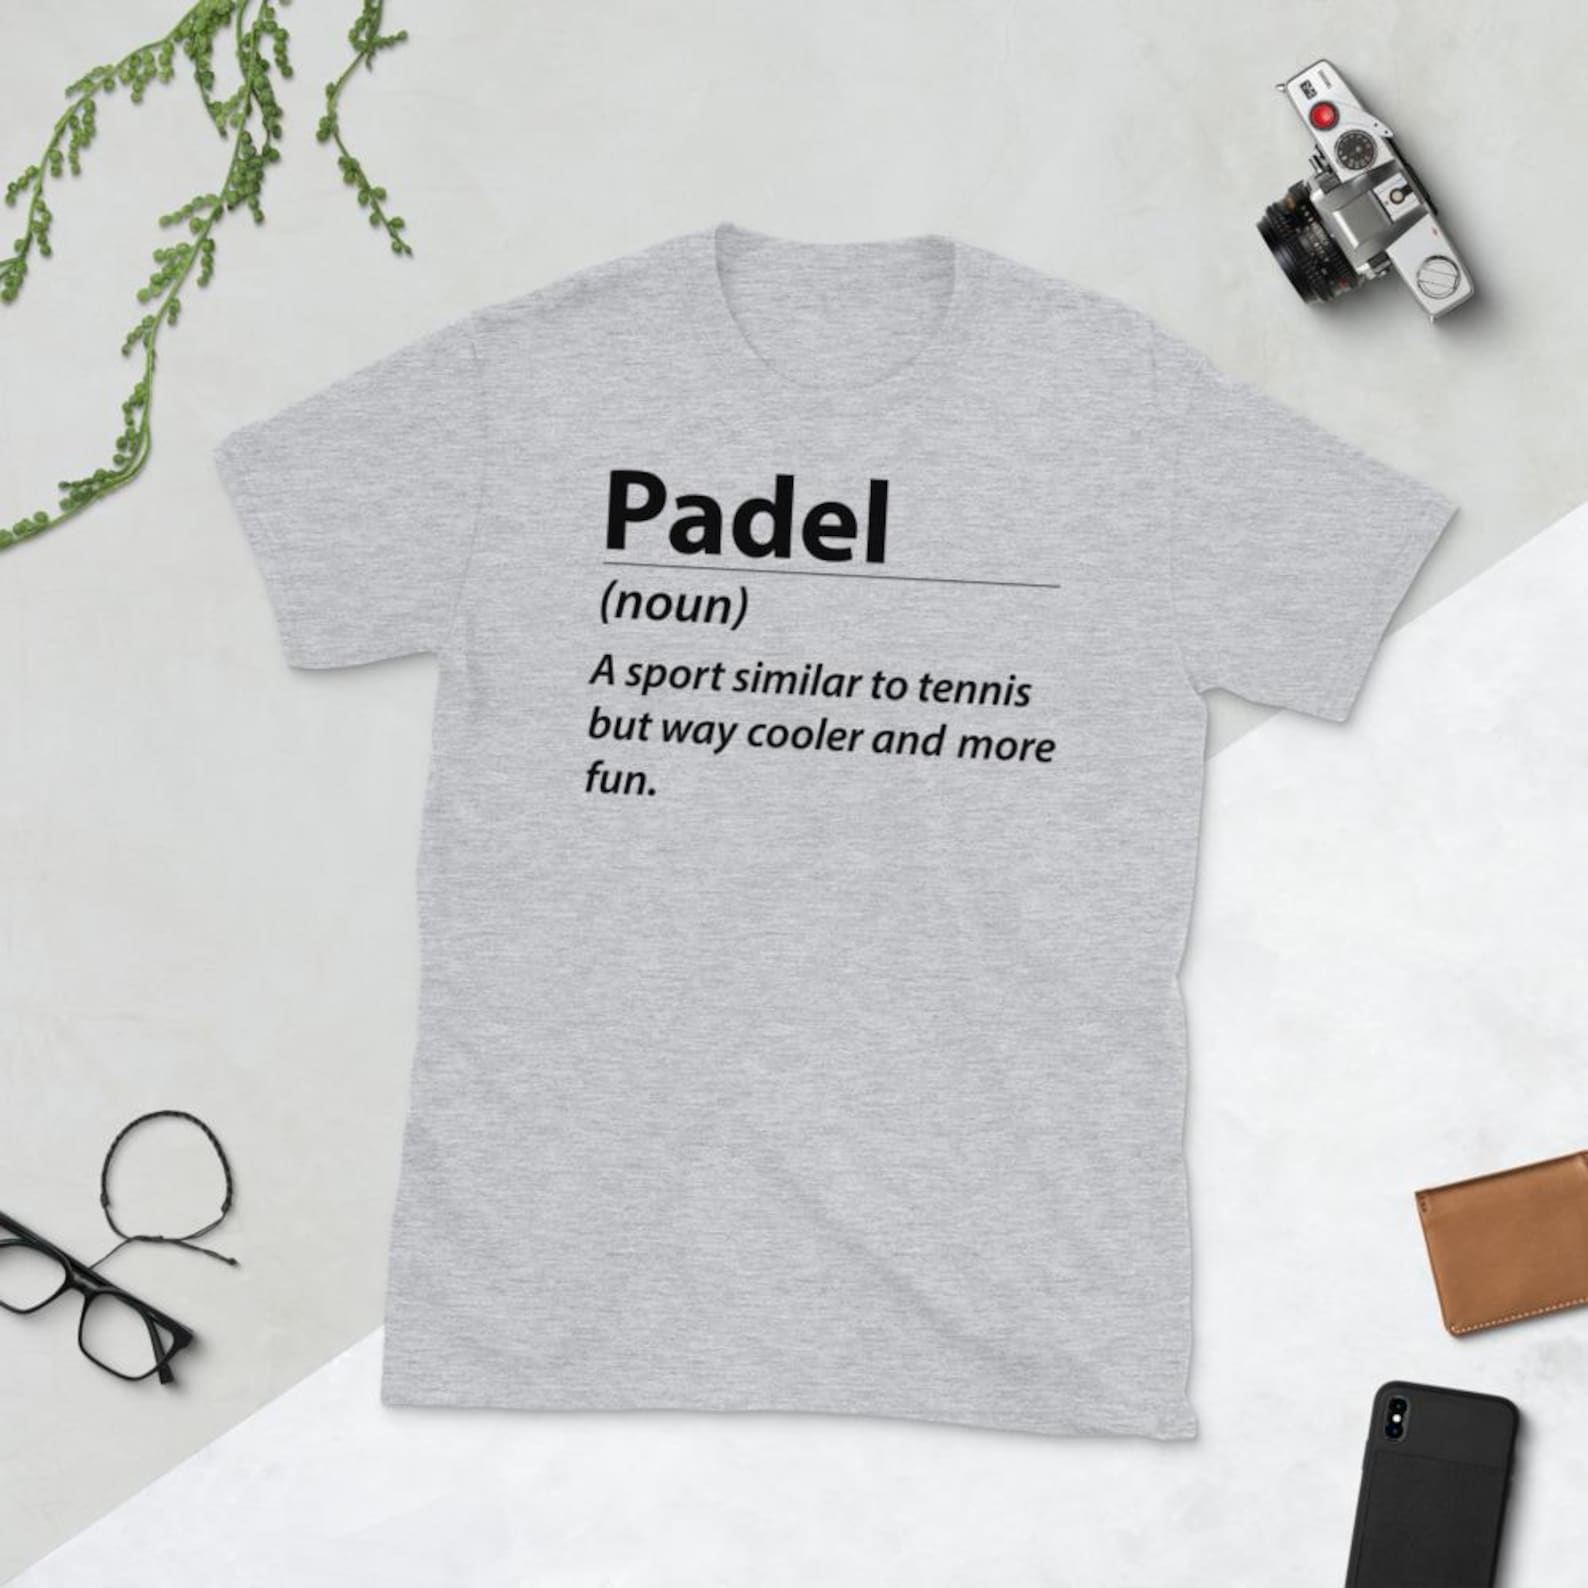 Padel
(noun)
A sport similar to tennis
but way cooler and more
fun.